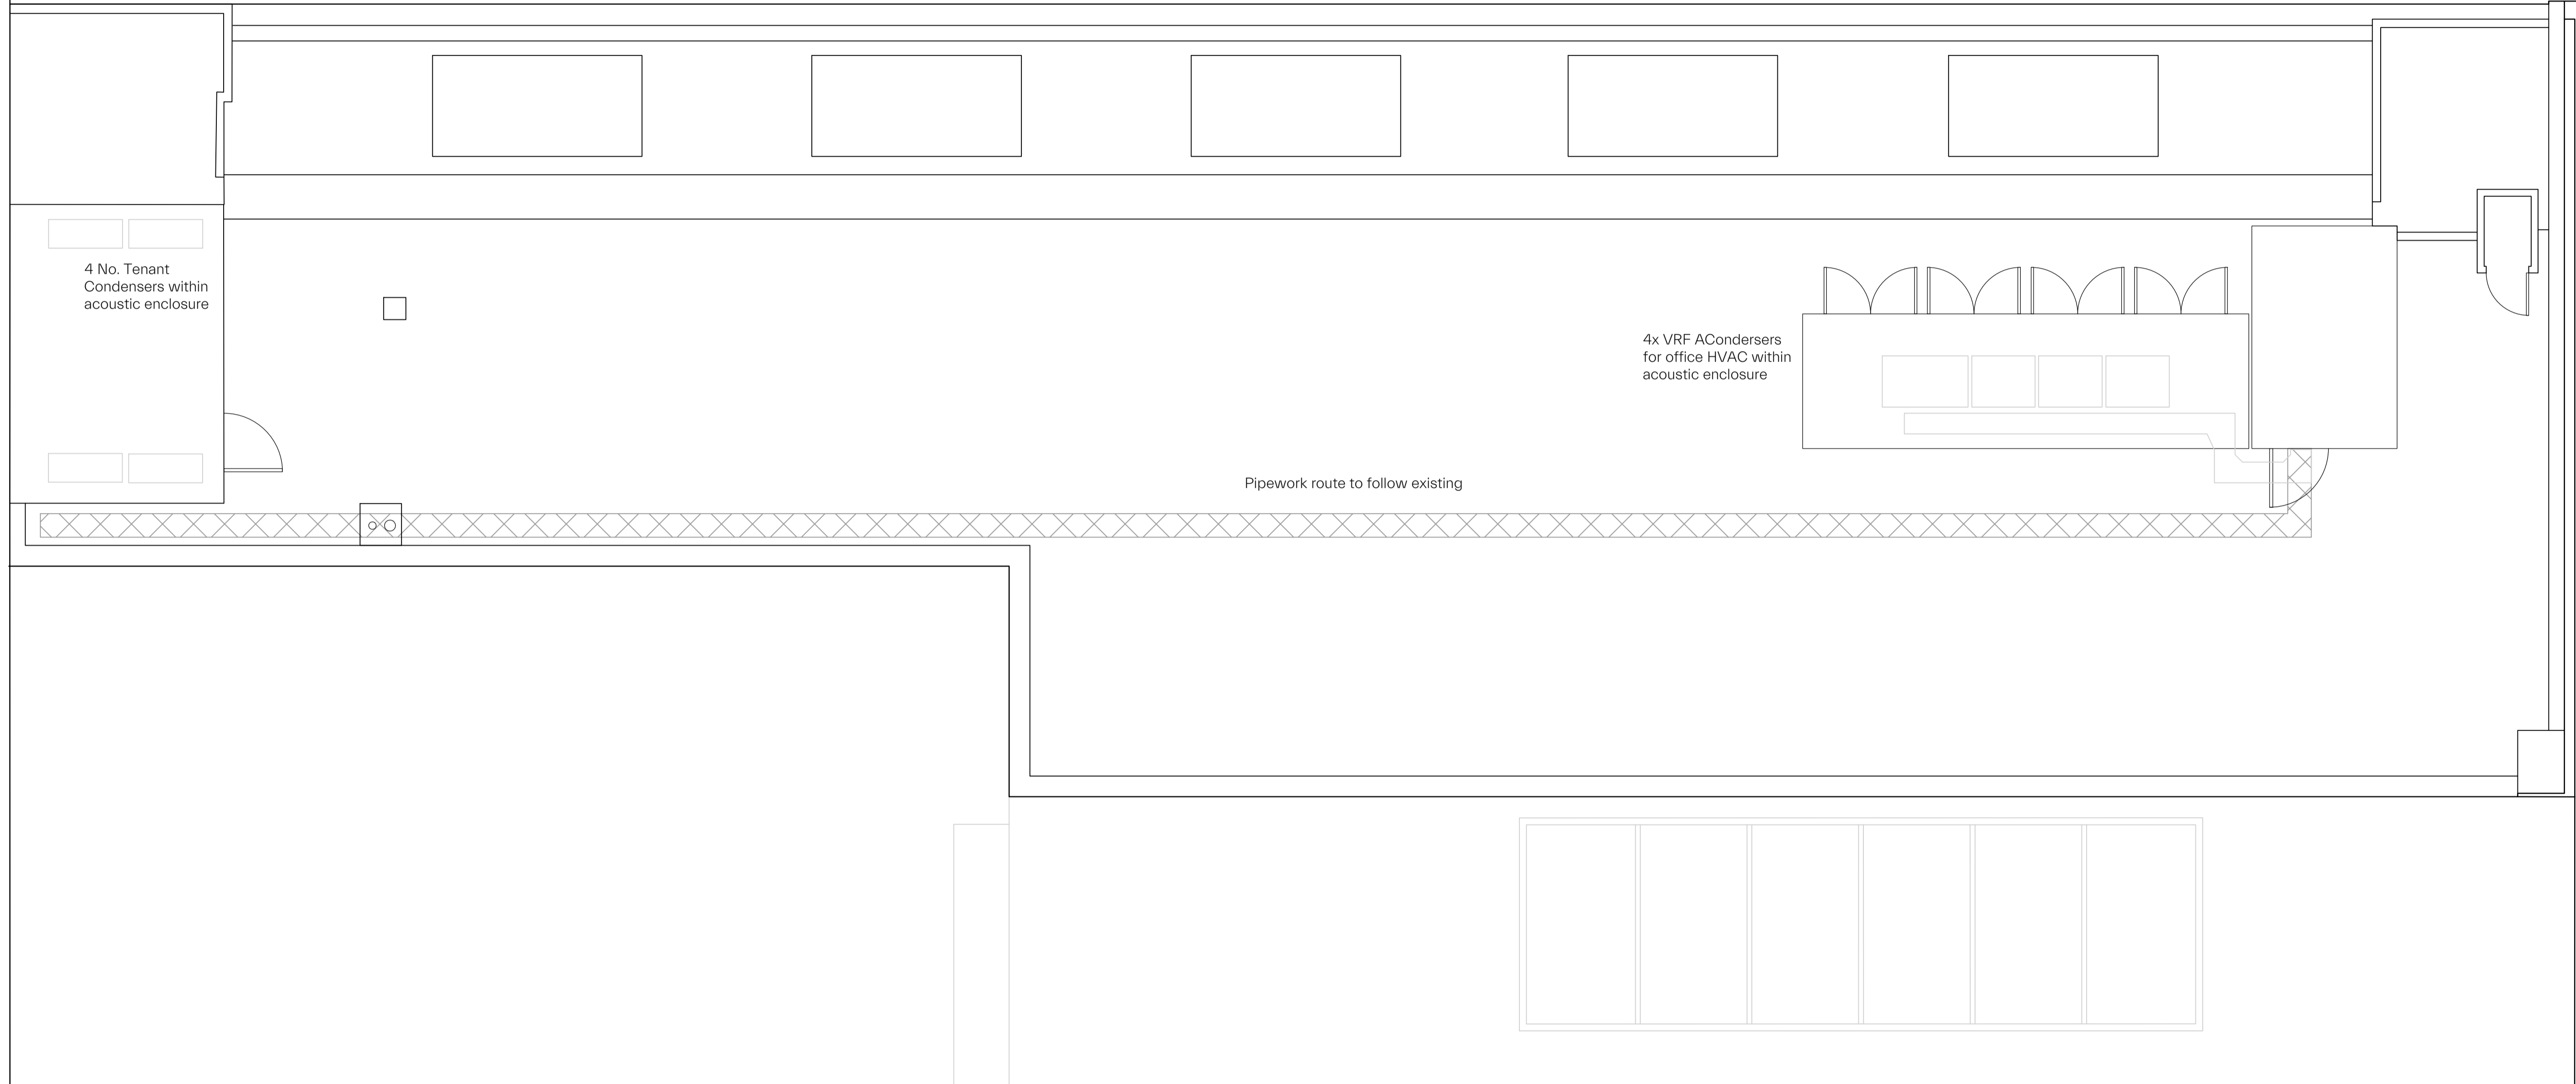 4 No. Tenant
Condensers within
acoustic enclosure
4x VRF ACondersers
for office HVAC within
acoustic enclosure
Pipework route to follow existing